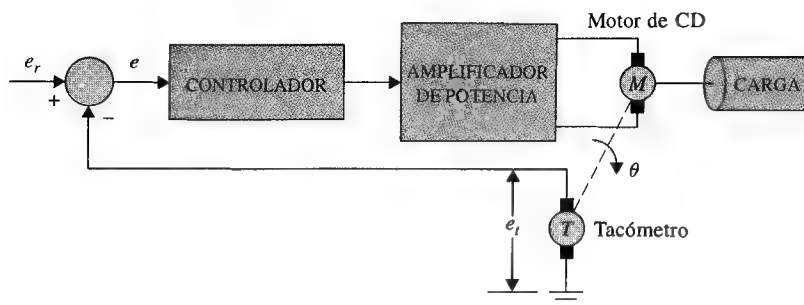 Motor de CD
e_r
e
+
−
CONTROLADOR
AMPLIFICADOR
DE POTENCIA
M
CARGA
θ
e_t
T
Tacómetro